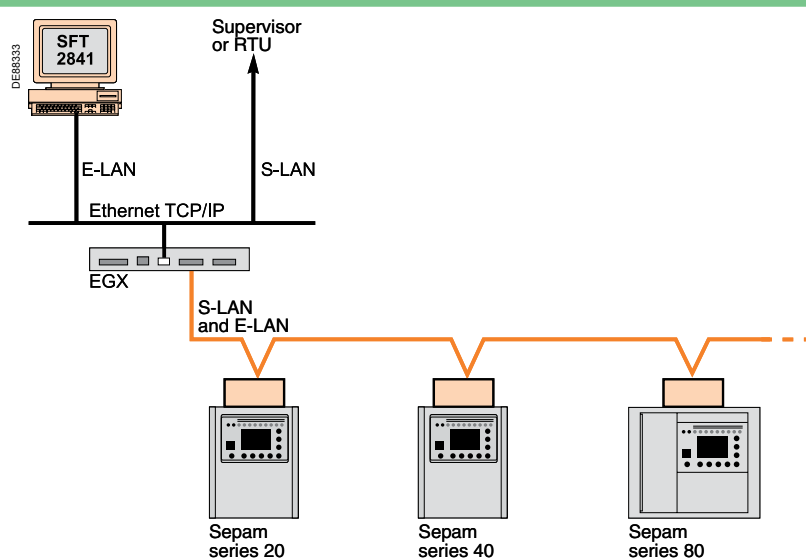 DE88333
SFT
2841
Supervisor
or RTU
E-LAN
S-LAN
Ethernet TCP/IP
EGX
S-LAN
and E-LAN
Sepam
series 20
Sepam
series 40
Sepam
series 80